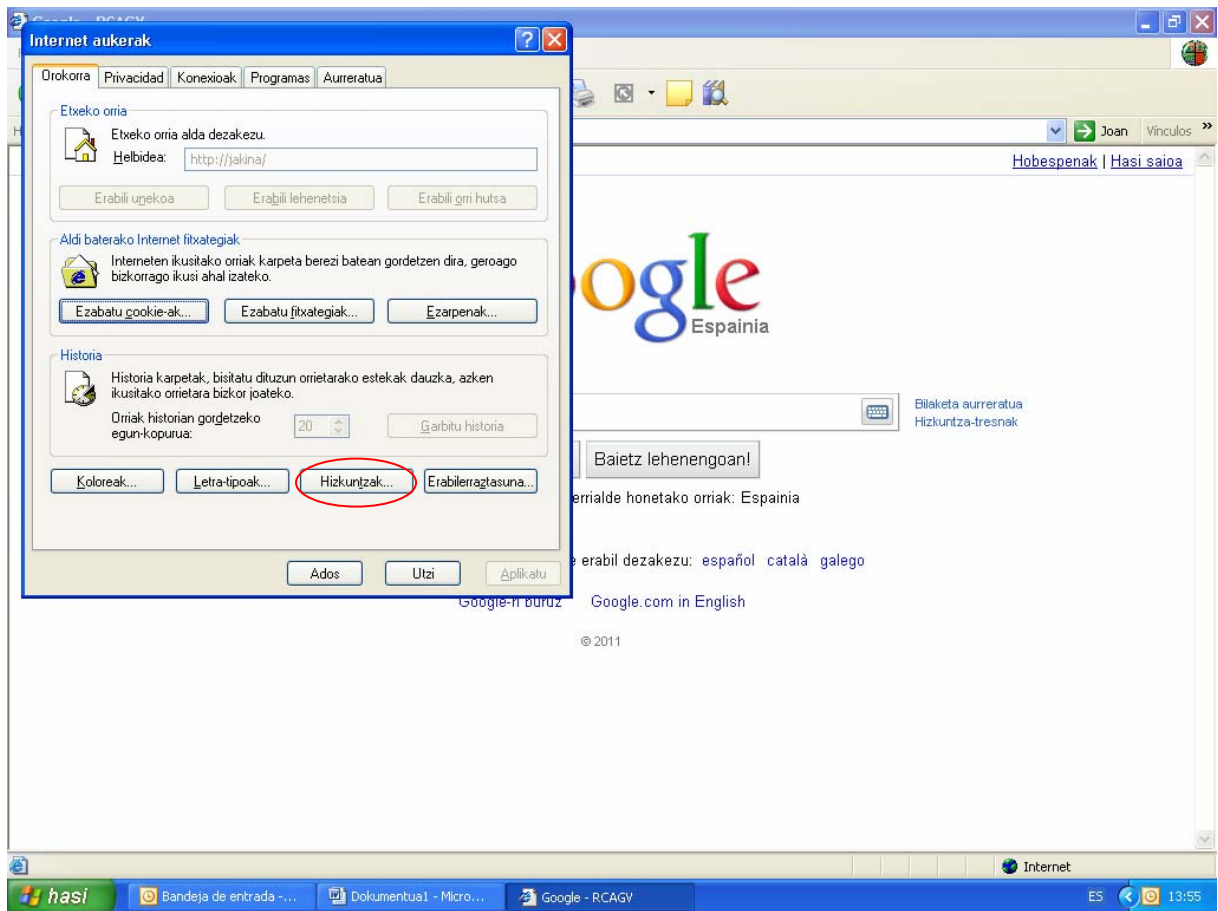 Google - RCAGV
Internet aukerak
Orokorra Privacidad Konexioak Programas Aurreratua
Etxeko orria
Etxeko orria alda dezakezu.
Helbidea: http://jakina/
Erabili unekoa Erabili lehenetsia Erabili orri hutsa
Aldi baterako Internet fitxategiak
Interneten ikusitako orriak karpeta berezi batean gordetzen dira, geroago
bizkorrago ikusi ahal izateko.
Ezabatu cookie-ak... Ezabatu fitxategiak... Ezarpenak...
Historia
Historia karpetak, bisitatu dituzun orrietarako estekak dauzka, azken
ikusitako orrietara bizkor joateko.
Orriak historian gordetzeko
egun-kopurua: 20 Garbitu historia
Koloreak... Letra-tipoak... Hizkuntzak... Erabilerraztasuna...
Ados Utzi Aplikatu
Joan Vínculos »
Hobespenak | Hasi saioa
ogle
Espainia
Bilaketa aurreratua
Hizkuntza-tresnak
Baietz lehenengoan!
errialde honetako orriak: Espainia
erabil dezakezu: español català galego
Google-ri buruz Google.com in English
© 2011
Internet
hasi Bandeja de entrada -... Dokumentua1 - Micro... Google - RCAGV ES 13:55